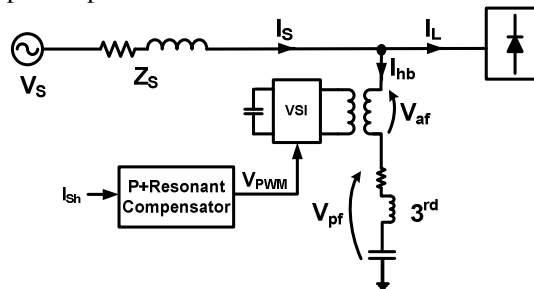 I_S
I_L
V_S
Z_S
I_hb
VSI
V_af
I_Sh
P+Resonant
Compensator
V_PWM
V_pf
3^rd